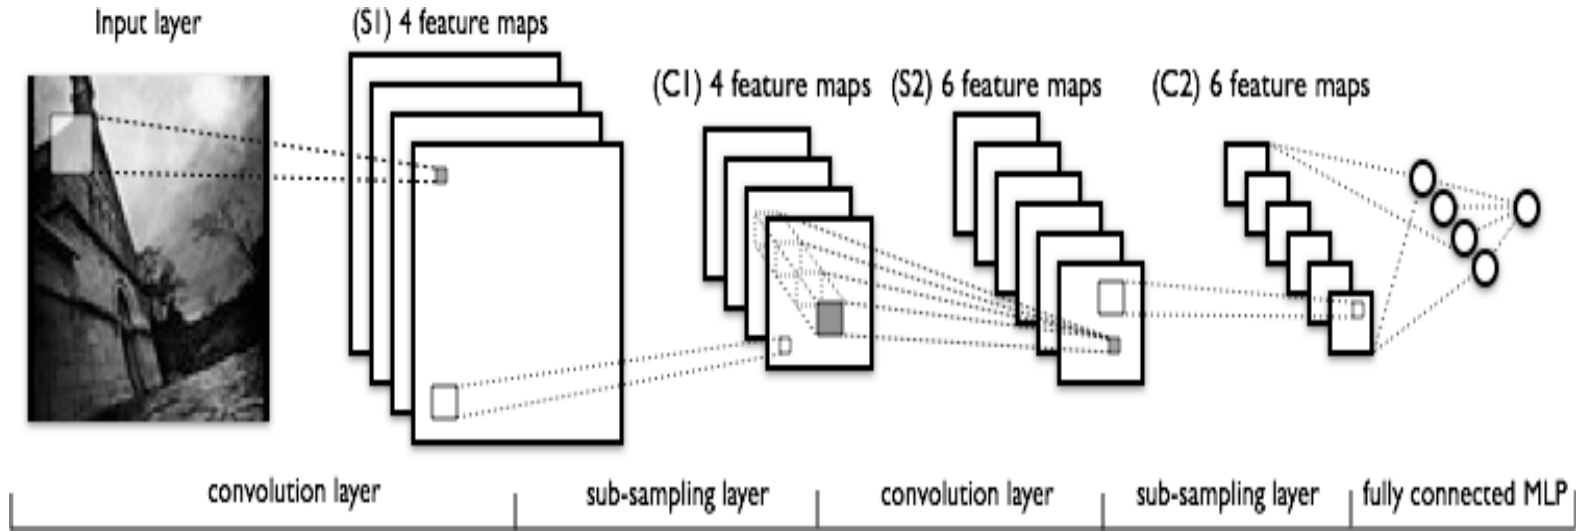 Input layer
(S1) 4 feature maps
(C1) 4 feature maps
(S2) 6 feature maps
(C2) 6 feature maps
convolution layer
sub-sampling layer
convolution layer
sub-sampling layer
fully connected MLP